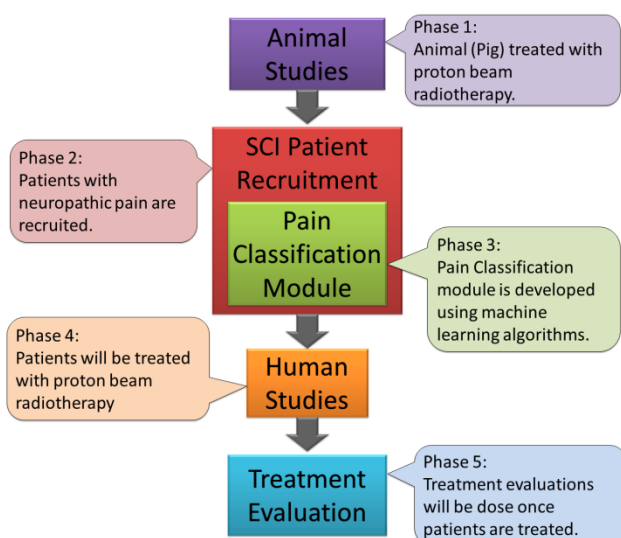 Animal
Studies
Phase 1:
Animal (Pig) treated with
proton beam
radiotherapy.
SCI Patient
Recruitment
Phase 2:
Patients with
neuropathic pain are
recruited.
Pain
Classification
Module
Phase 3:
Pain Classification
module is developed
using machine
learning algorithms.
Phase 4:
Patients will be treated
with proton beam
radiotherapy
Human
Studies
Treatment
Evaluation
Phase 5:
Treatment evaluations
will be dose once
patients are treated.